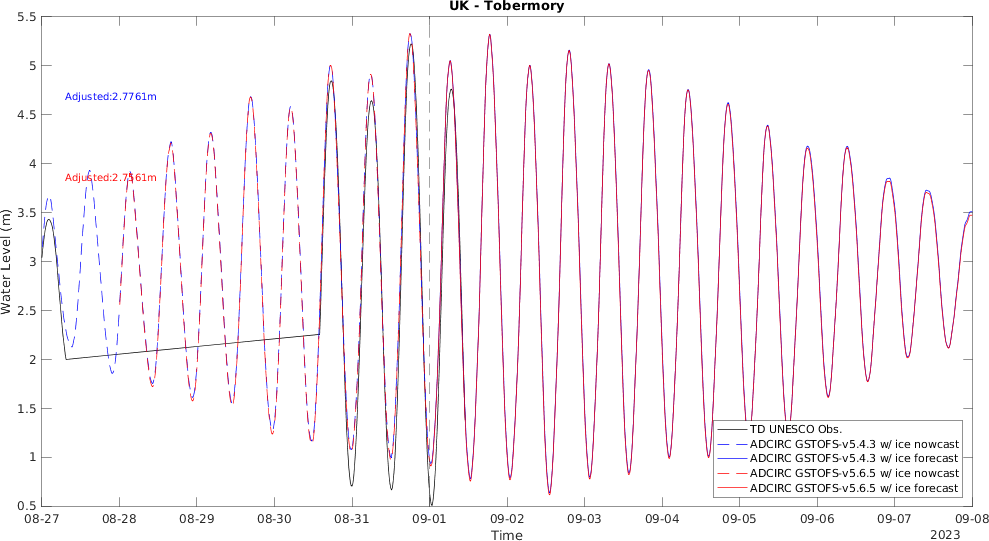 UK - Tobermory
5.5
5
4.5
4
3.5
3
2.5
2
1.5
1
0.5
Water Level (m)
Adjusted:2.7761m
Adjusted:2.7361m
TD UNESCO Obs.
ADCIRC GSTOFS-v5.4.3 w/ ice nowcast
ADCIRC GSTOFS-v5.4.3 w/ ice forecast
ADCIRC GSTOFS-v5.6.5 w/ ice nowcast
ADCIRC GSTOFS-v5.6.5 w/ ice forecast
08-27 08-28 08-29 08-30 08-31 09-01 09-02 09-03 09-04 09-05 09-06 09-07 09-08
Time
2023